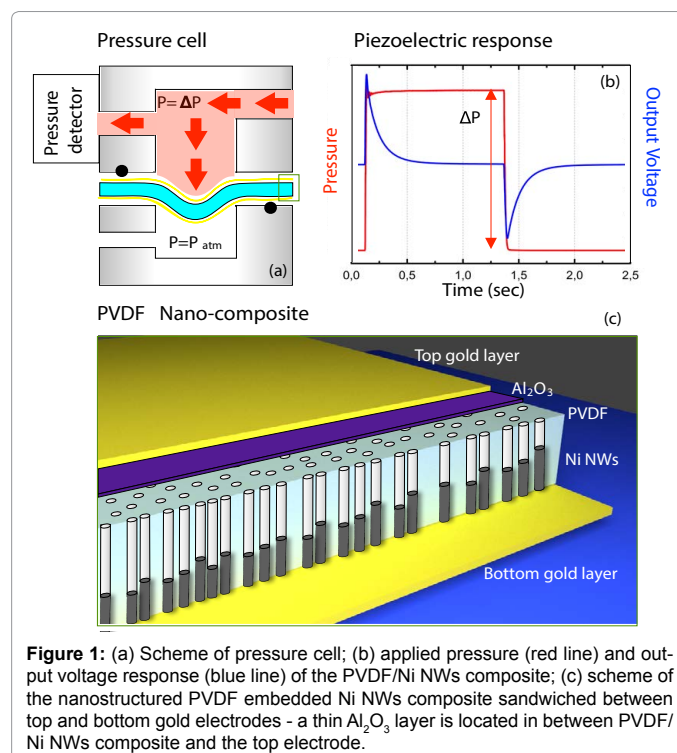 Pressure cell
Piezoelectric response
Pressure detector
P= ΔP
P=P atm
(a)
(b)
ΔP
Pressure
Output Voltage
0,0 0,5 1,0 1,5 2,0 2,5
Time (sec)
PVDF Nano-composite
(c)
Top gold layer
Al₂O₃
PVDF
Ni NWs
Bottom gold layer
Figure 1: (a) Scheme of pressure cell; (b) applied pressure (red line) and out-
put voltage response (blue line) of the PVDF/Ni NWs composite; (c) scheme of
the nanostructured PVDF embedded Ni NWs composite sandwiched between
top and bottom gold electrodes - a thin Al₂O₃ layer is located in between PVDF/
Ni NWs composite and the top electrode.